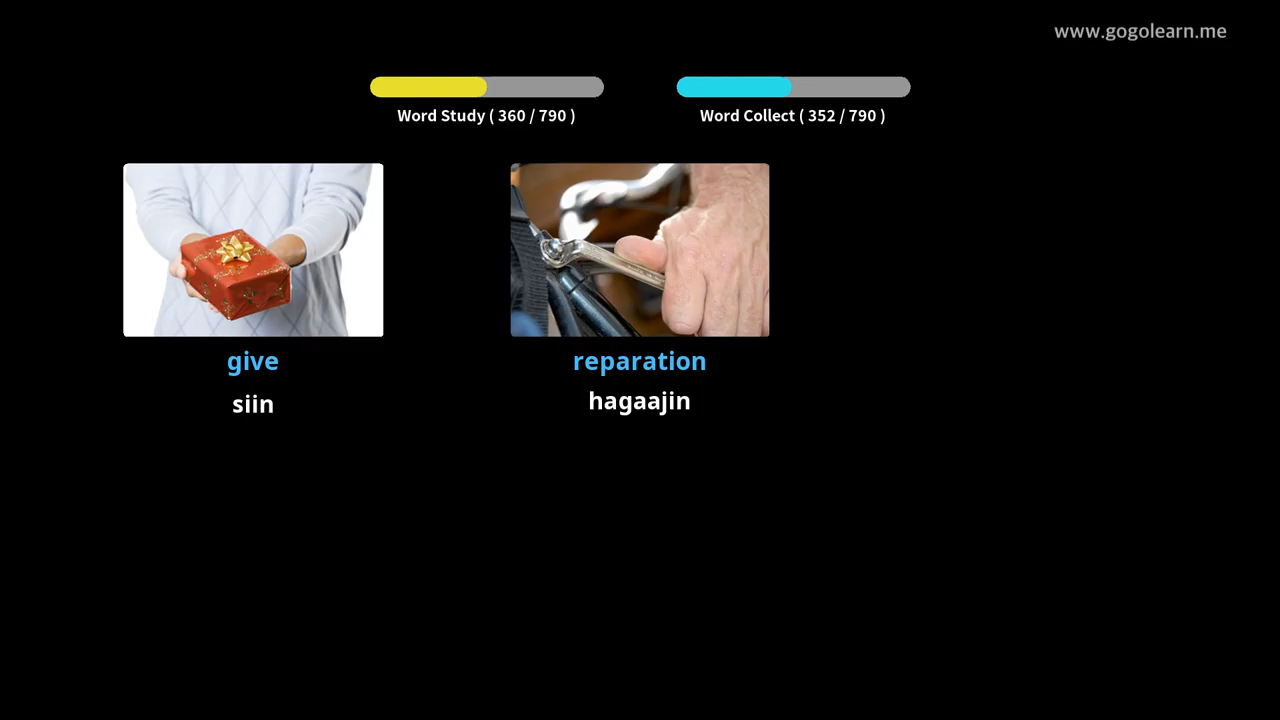 www.gogolearn.me
Word Study ( 360 / 790 )
Word Collect ( 352 / 790 )
give
reparation
siin
hagaajin